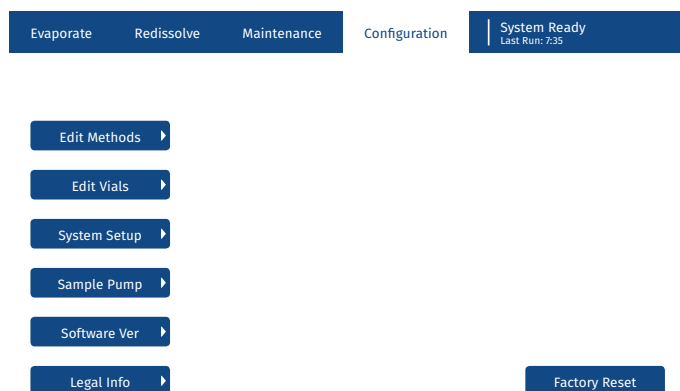 Evaporate Redissolve Maintenance Configuration System Ready
Last Run: 7:35
Edit Methods
Edit Vials
System Setup
Sample Pump
Software Ver
Legal Info Factory Reset